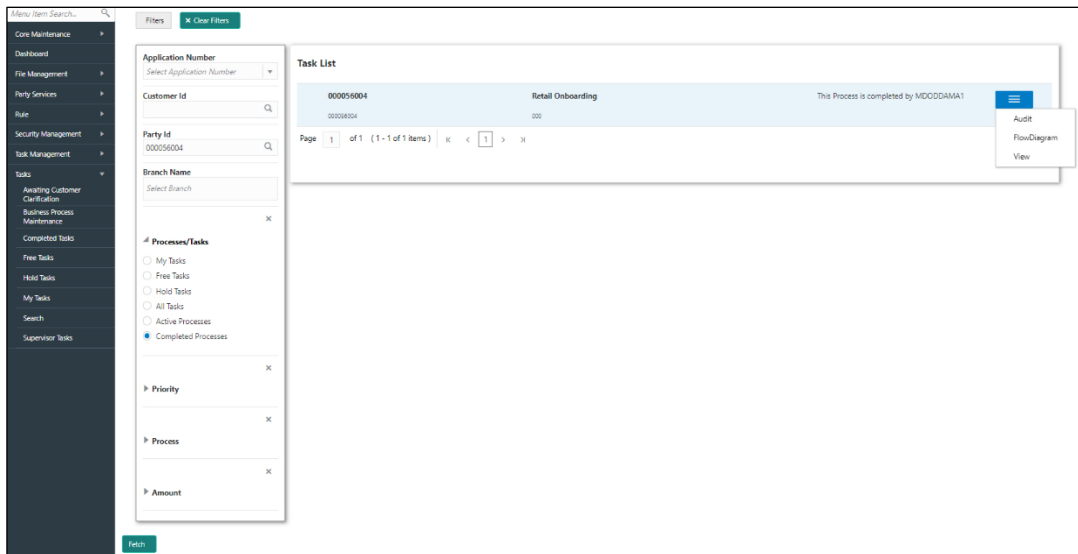 Menu Item Search...
Core Maintenance
Dashboard
File Management
Party Services
Rule
Security Management
Task Management
Tasks
Awaiting Customer
Clarification
Business Process
Maintenance
Completed Tasks
Free Tasks
Hold Tasks
My Tasks
Search
Supervisor Tasks
Filters
× Clear Filters
Application Number
Select Application Number
Customer Id
Party Id
000056004
Branch Name
Select Branch
Processes/Tasks
My Tasks
Free Tasks
Hold Tasks
All Tasks
Active Processes
Completed Processes
Priority
Process
Amount
Fetch
Task List
000056004 Retail Onboarding This Process is completed by MDODDAMA1
000056004 000
Page 1 of 1 (1 - 1 of 1 items) K < 1 > X
Audit
FlowDiagram
View